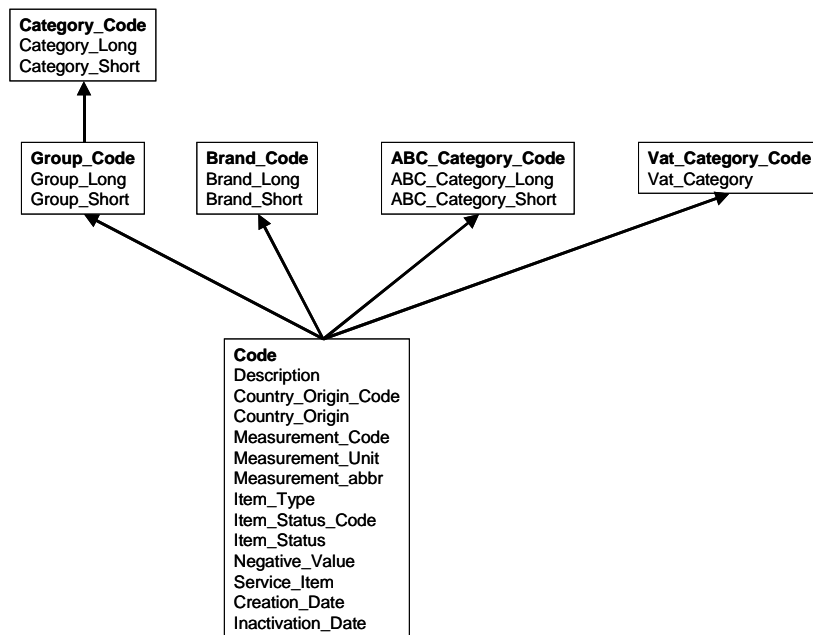 Category_Code
Category_Long
Category_Short
Group_Code
Group_Long
Group_Short
Brand_Code
Brand_Long
Brand_Short
ABC_Category_Code
ABC_Category_Long
ABC_Category_Short
Vat_Category_Code
Vat_Category
Code
Description
Country_Origin_Code
Country_Origin
Measurement_Code
Measurement_Unit
Measurement_abbr
Item_Type
Item_Status_Code
Item_Status
Negative_Value
Service_Item
Creation_Date
Inactivation_Date